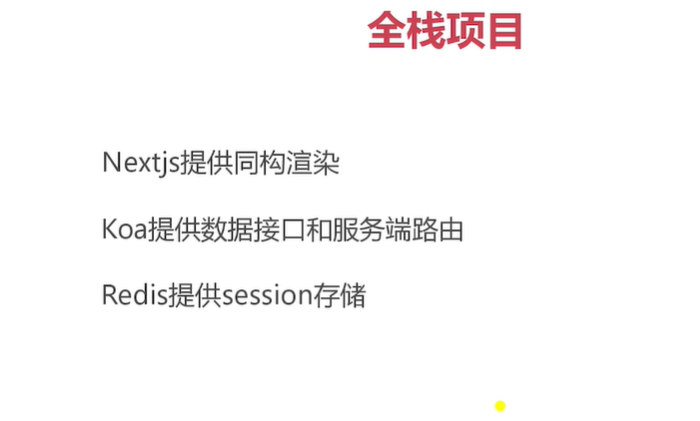 全栈项目
Nextjs提供同构渲染
Koa提供数据接口和服务端路由
Redis提供session存储